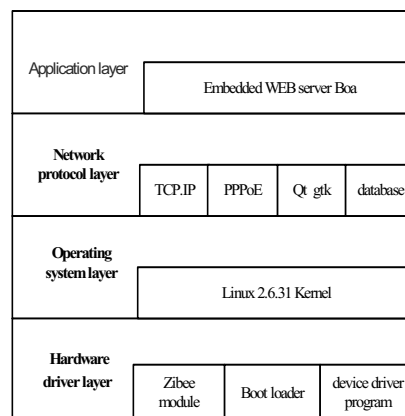 Application layer
Embedded WEB server Boa
Network
protocol layer
TCP.IP
PPPoE
Qt gtk
database
Operating
system layer
Linux 2.6.31 Kernel
Hardware
driver layer
Zibee
module
Boot loader
device driver
program